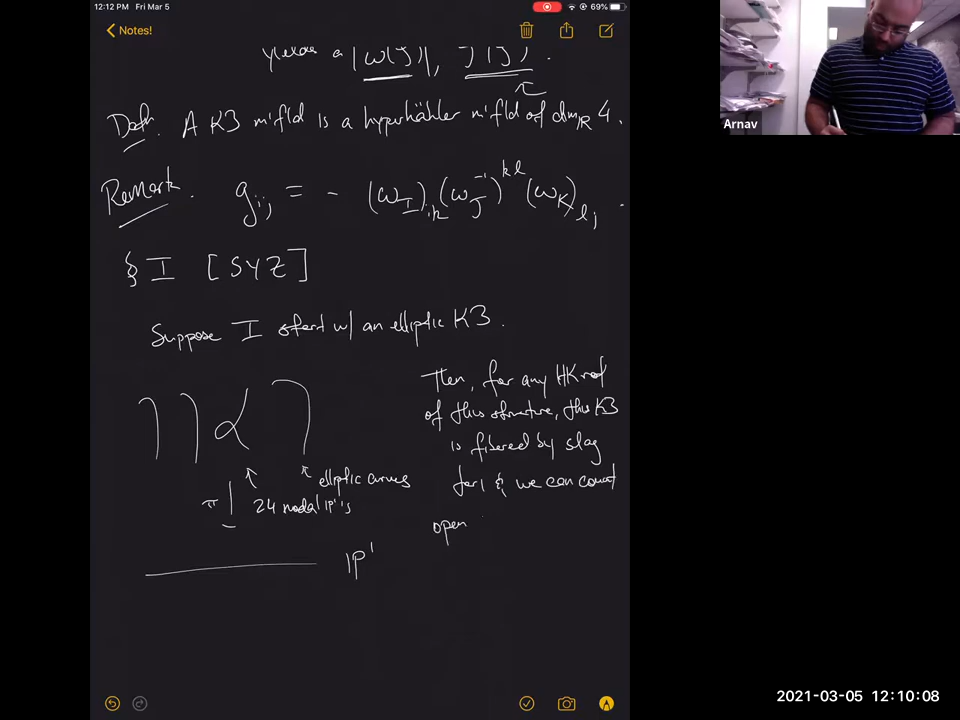 12:12 PM Fri Mar 5
69%
Notes!
yields a |ω(J)|, J(J).
Defn. A K3 m'fld is a hyperkähler m'fld of dim_ℝ 4.
Remark. g_ij = - (ω_I)_ik (ω_J^-1)^kl (ω_K)_lj.
§ I [SYZ]
Suppose I start w/ an elliptic K3.
Then, for any HK rot
of this structure, this K3
is fibered by slag
tori & we can count
open
elliptic curves
24 nodal IP¹'s
π
IP¹
Arnav
2021-03-05 12:10:08